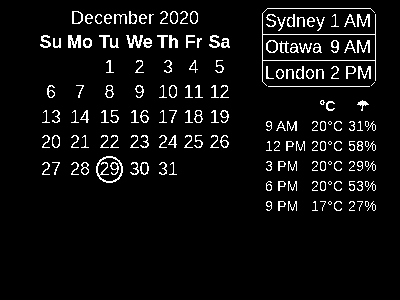 December 2020
Su Mo Tu We Th Fr Sa
1 2 3 4 5
6 7 8 9 10 11 12
13 14 15 16 17 18 19
20 21 22 23 24 25 26
27 28 29 30 31
Sydney 1 AM
Ottawa 9 AM
London 2 PM
°C ☂
9 AM 20°C 31%
12 PM 20°C 58%
3 PM 20°C 29%
6 PM 20°C 53%
9 PM 17°C 27%